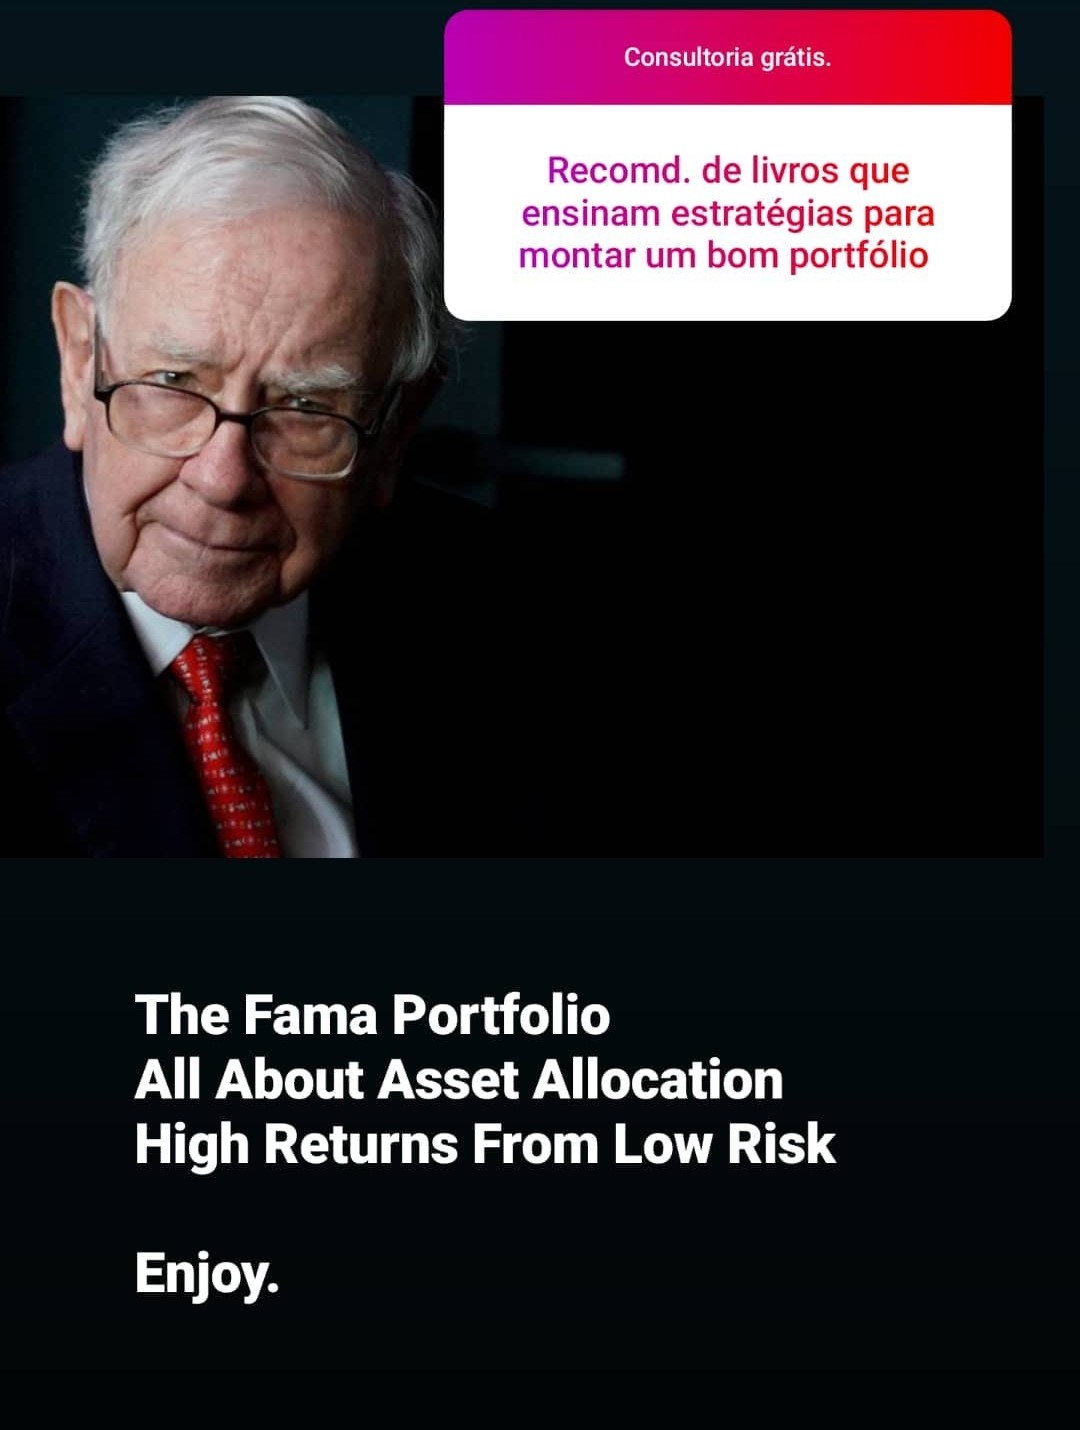 Consultoria grátis.
Recomd. de livros que
ensinam estratégias para
montar um bom portfólio
The Fama Portfolio
All About Asset Allocation
High Returns From Low Risk
Enjoy.